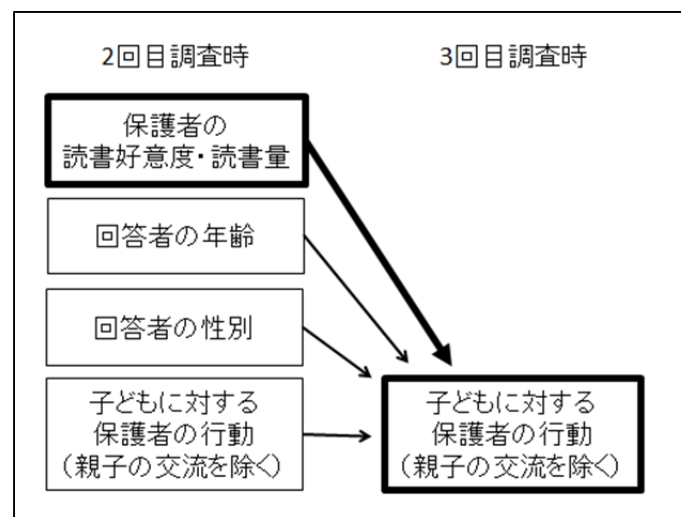 2回目調査時
3回目調査時
保護者の
読書好意度・読書量
回答者の年齢
回答者の性別
子どもに対する
保護者の行動
（親子の交流を除く）
子どもに対する
保護者の行動
（親子の交流を除く）